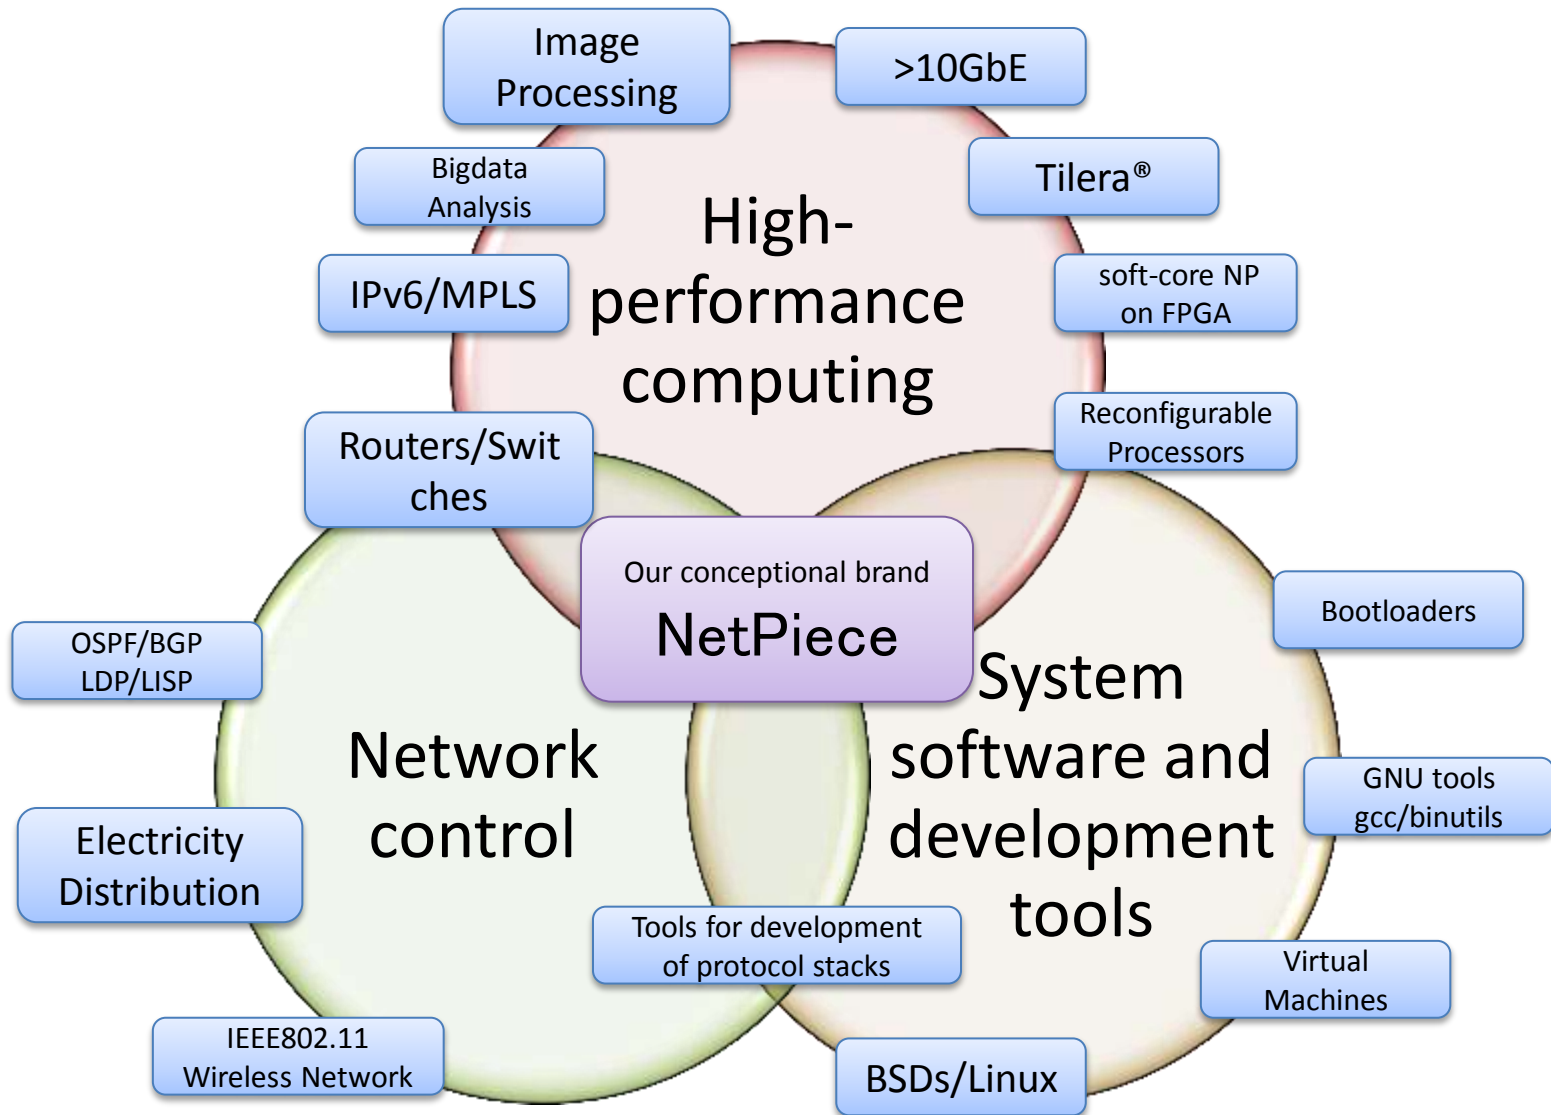 Image
Processing
>10GbE
Bigdata
Analysis
Tilera®
High-
performance
computing
IPv6/MPLS
soft-core NP
on FPGA
Reconfigurable
Processors
Routers/Swit
ches
Our conceptional brand
NetPiece
OSPF/BGP
LDP/LISP
Bootloaders
Network
control
System
software and
development
tools
GNU tools
gcc/binutils
Electricity
Distribution
Tools for development
of protocol stacks
Virtual
Machines
IEEE802.11
Wireless Network
BSDs/Linux